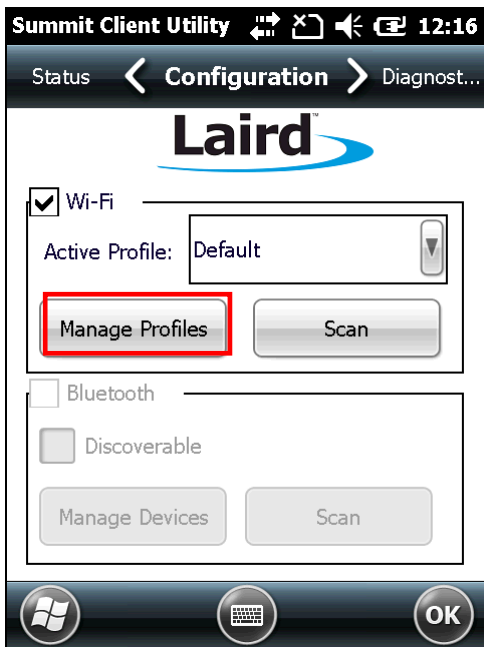 Summit Client Utility 12:16
Status Configuration Diagnost...
Laird™
Wi-Fi
Active Profile: Default
Manage Profiles Scan
Bluetooth
Discoverable
Manage Devices Scan
OK